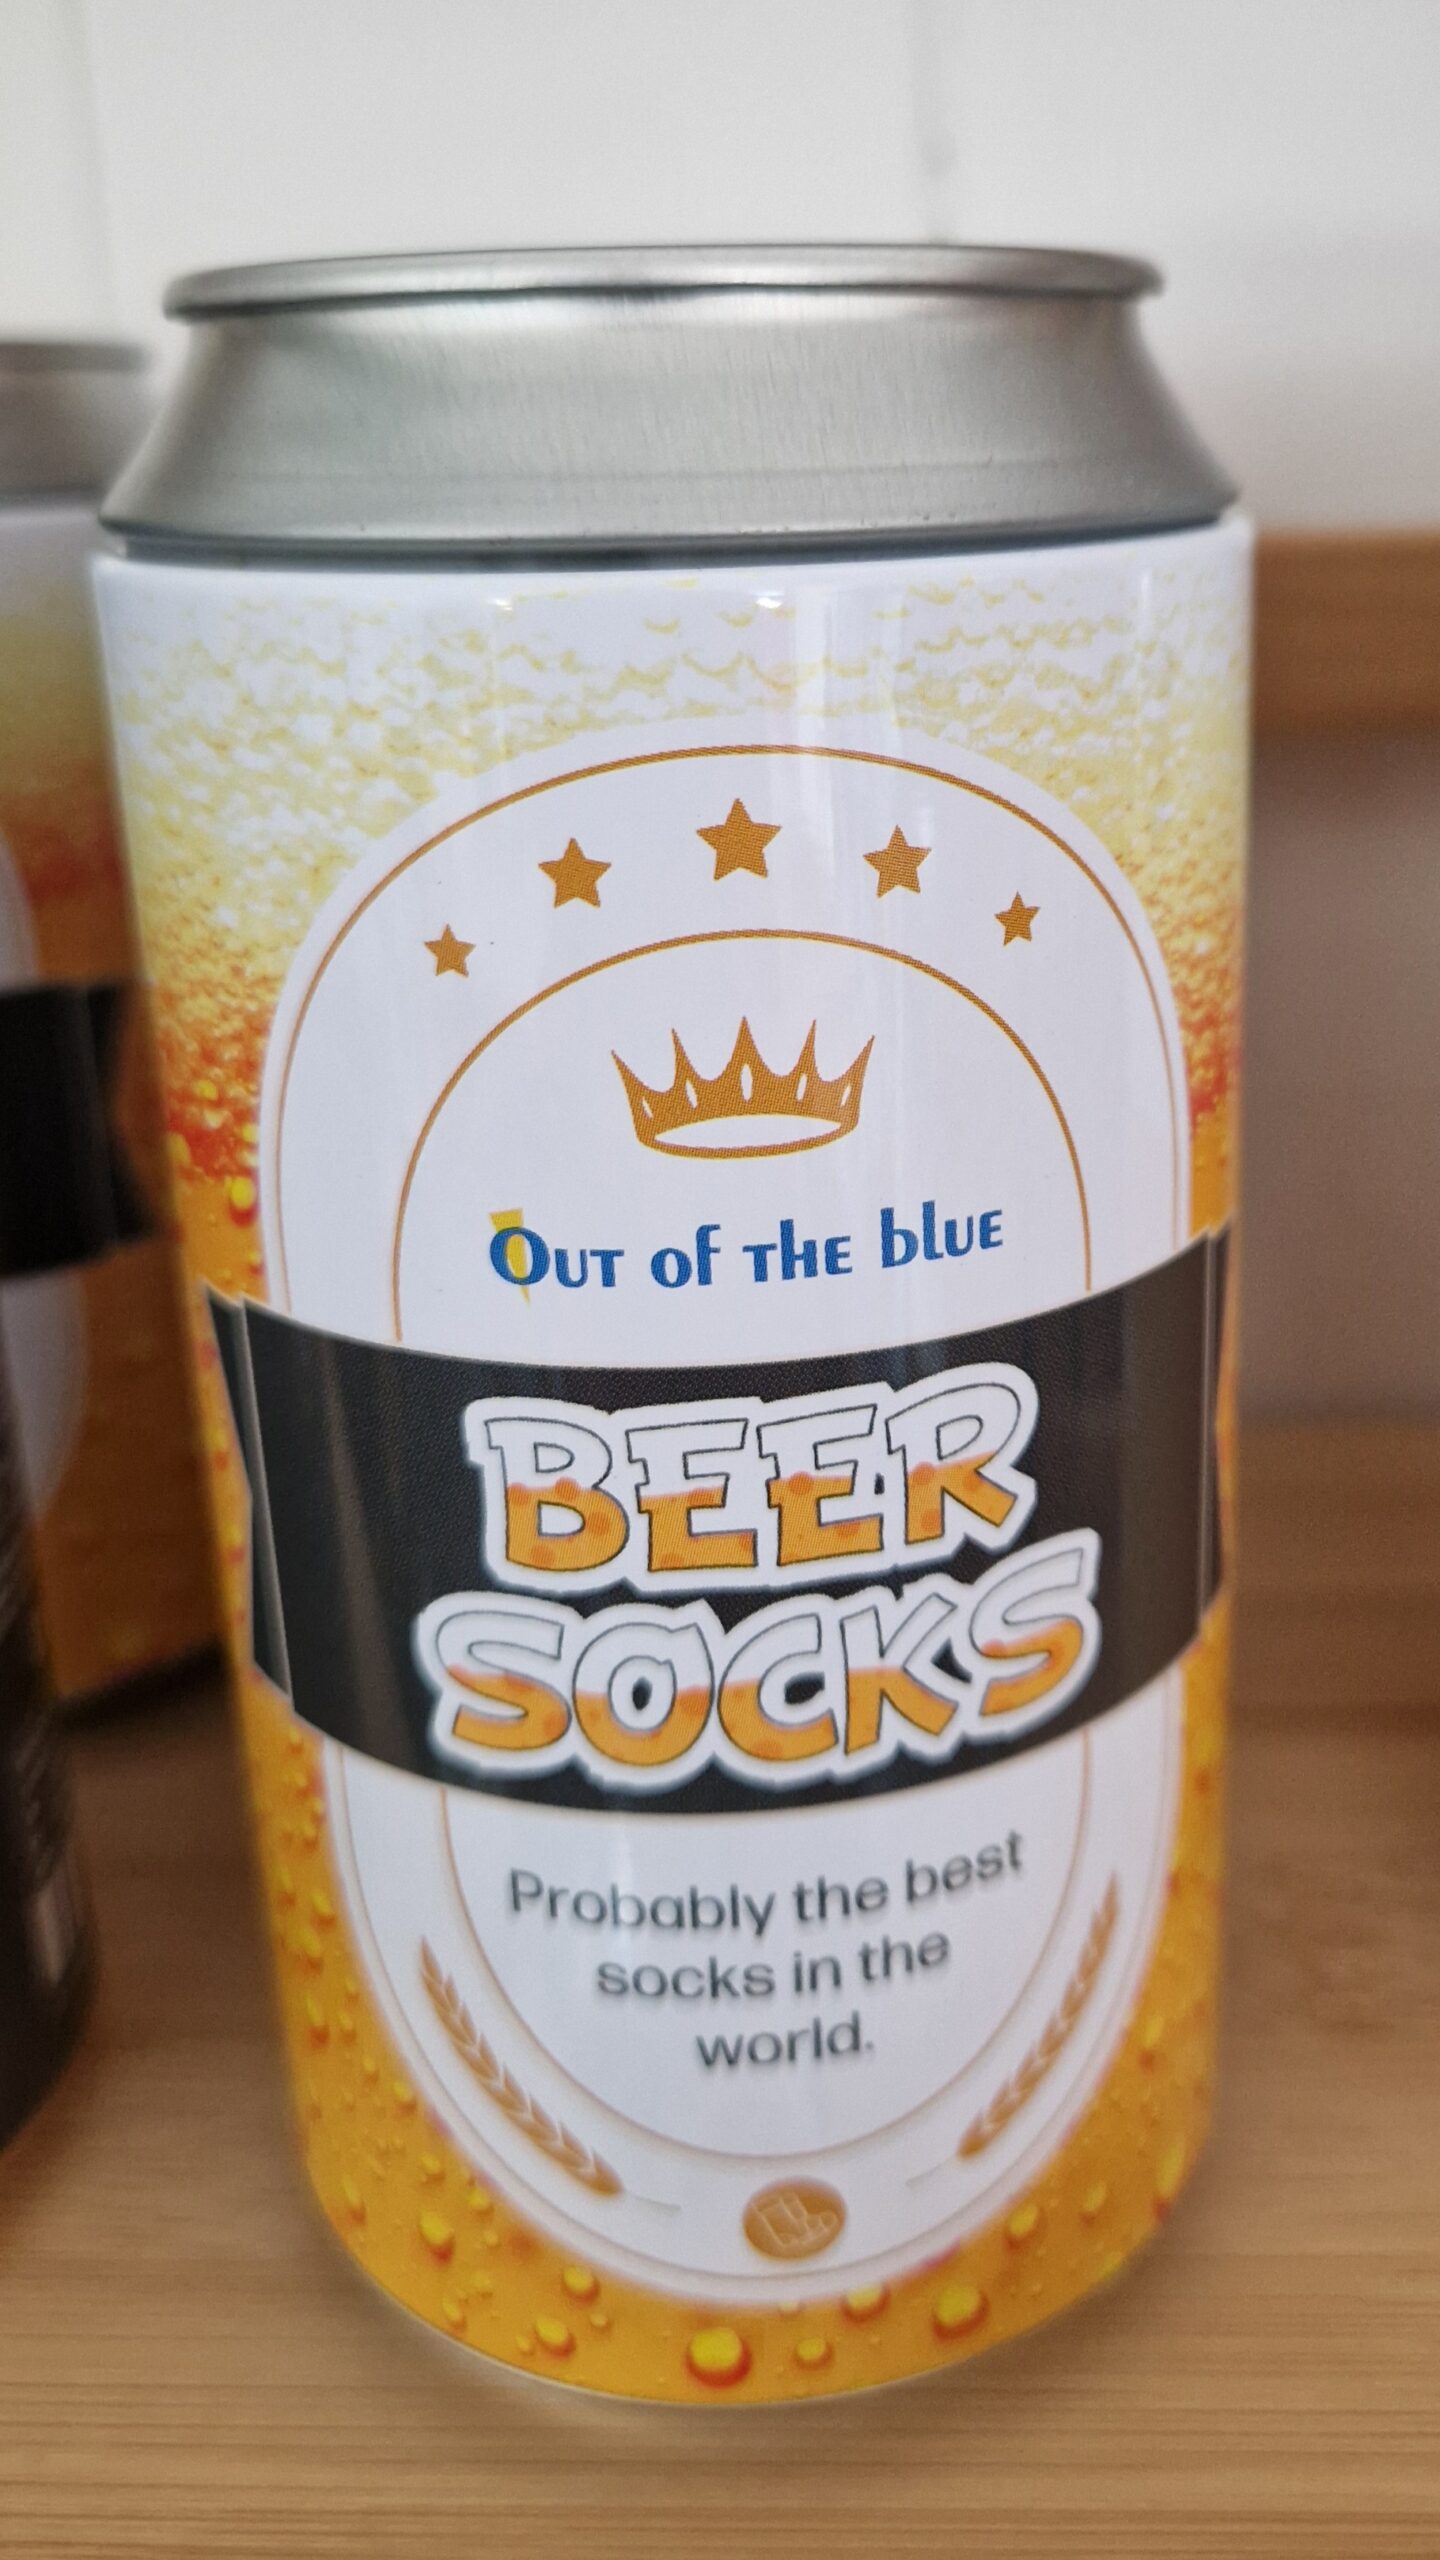 Out of the blue
BEER
SOCKS
Probably the best
socks in the
world.